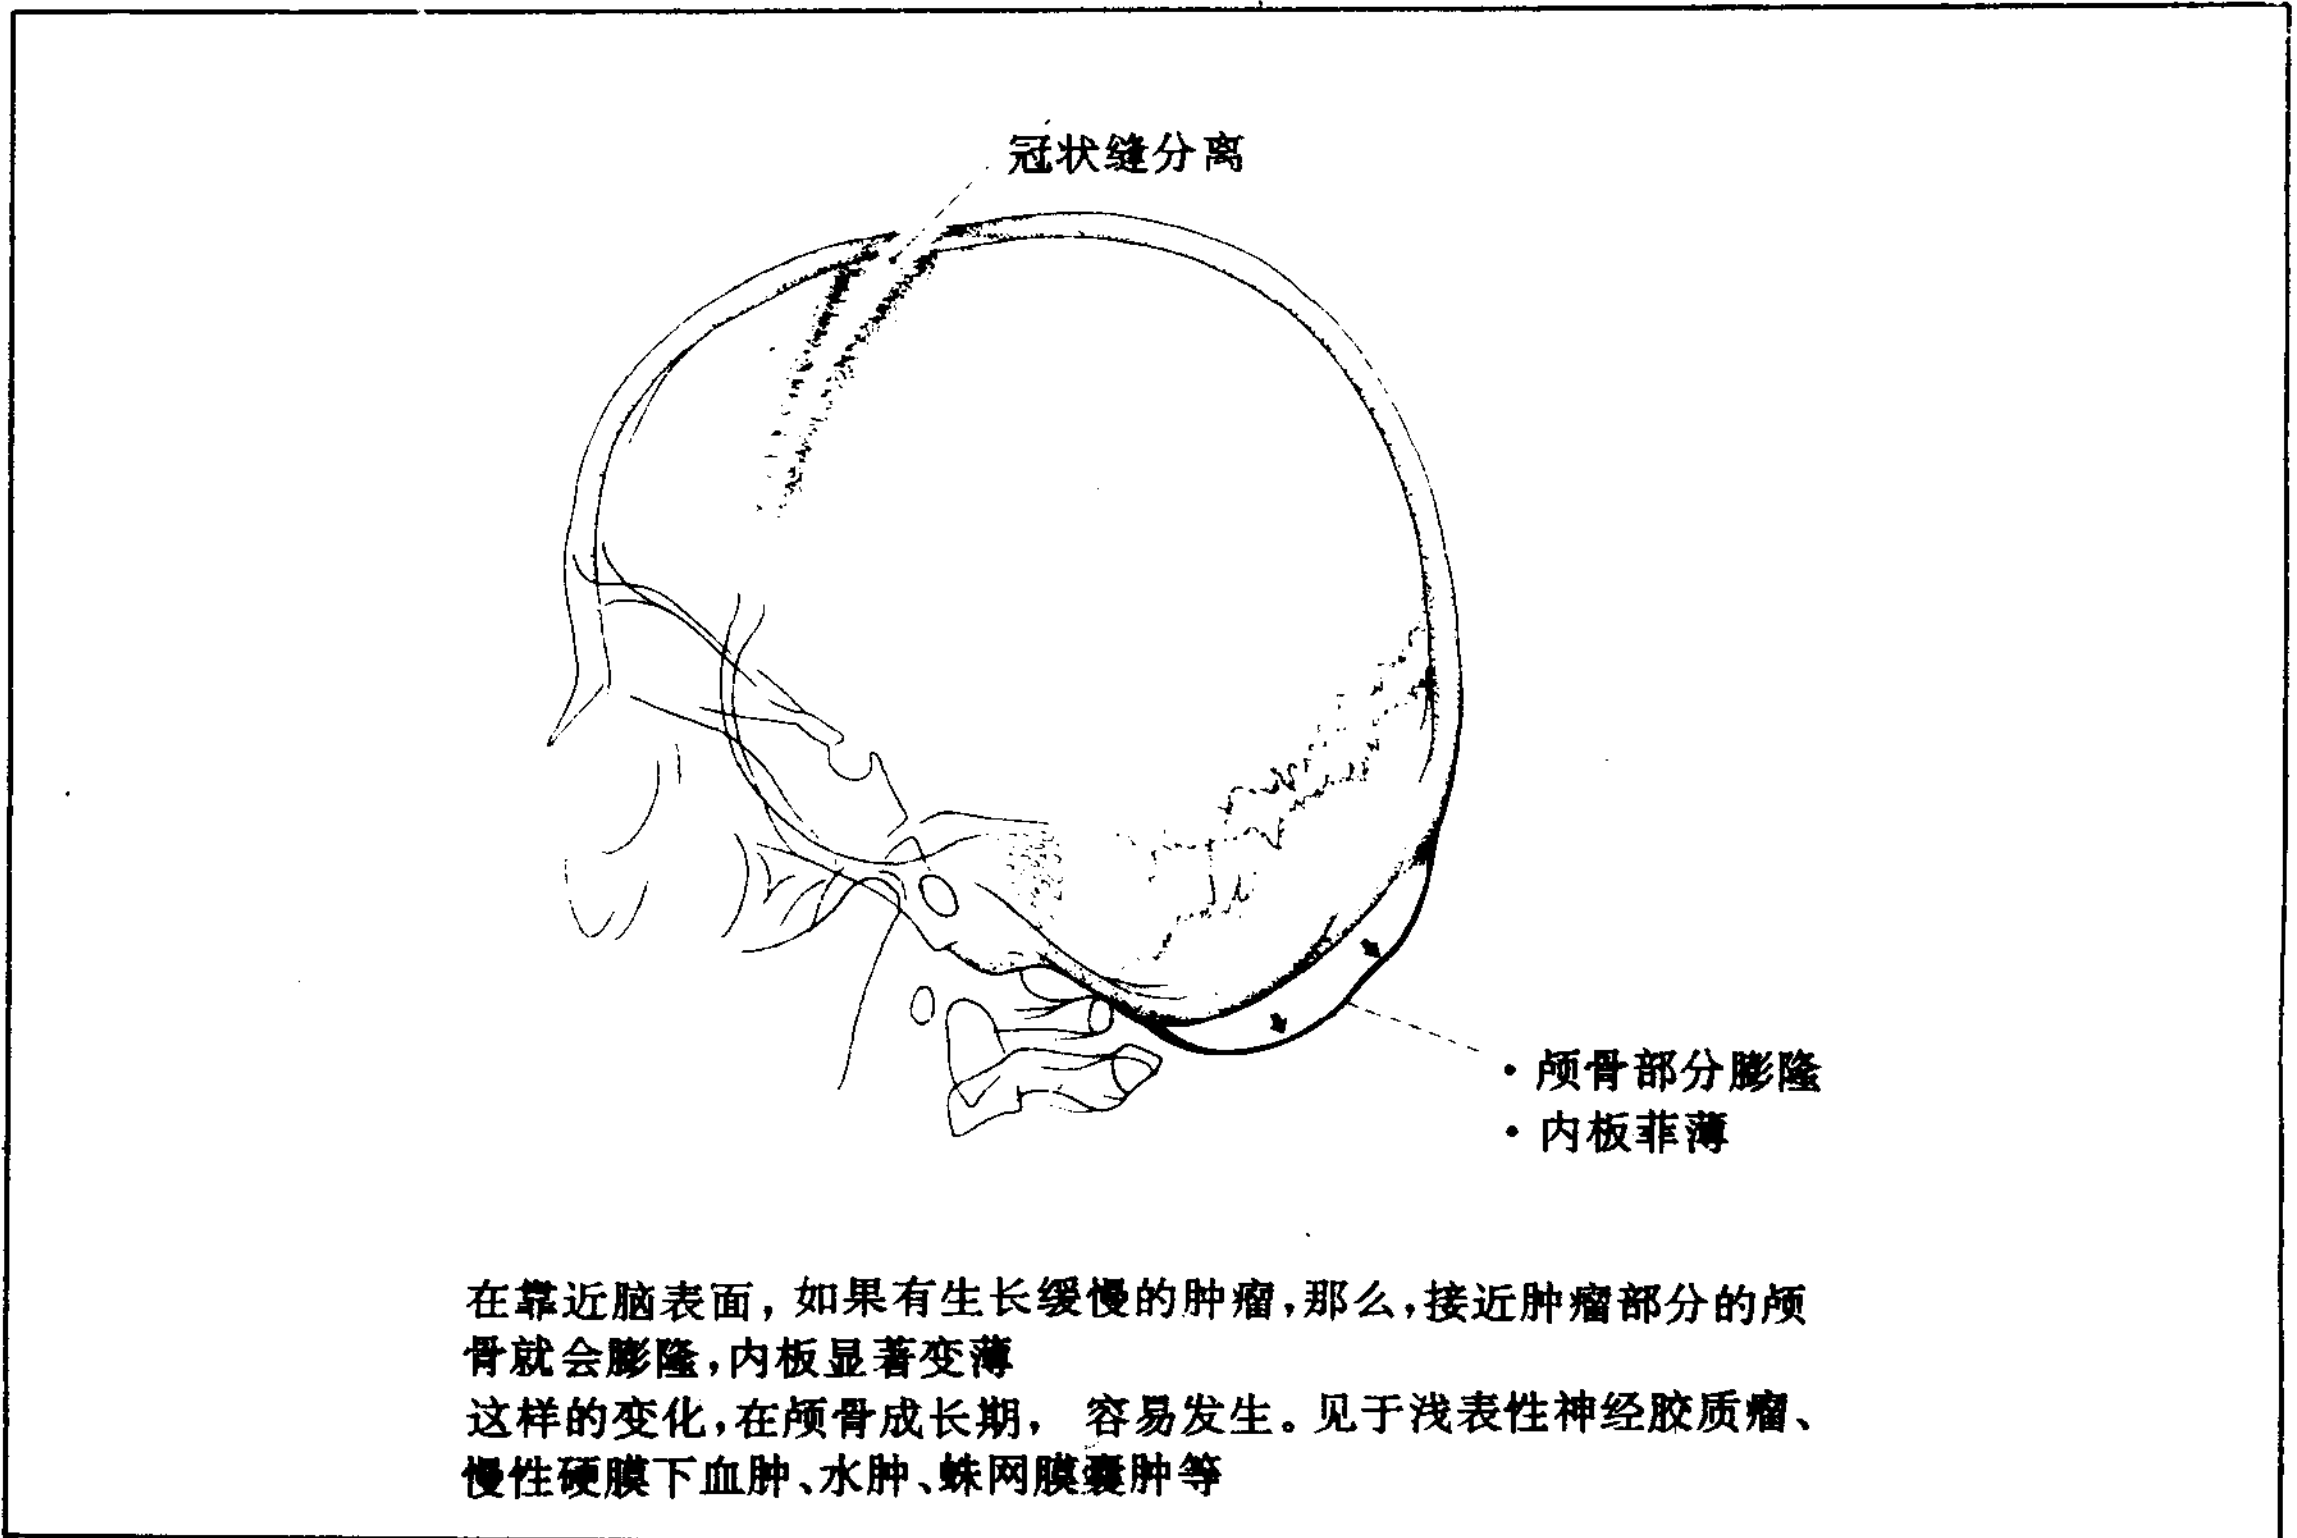 冠状缝分离
·颅骨部分膨隆
·内板菲薄
在靠近脑表面，如果有生长缓慢的肿瘤，那么，接近肿瘤部分的颅
骨就会膨隆，内板显著变薄
这样的变化，在颅骨成长期， 容易发生。见于浅表性神经胶质瘤、
慢性硬膜下血肿、水肿、蛛网膜囊肿等